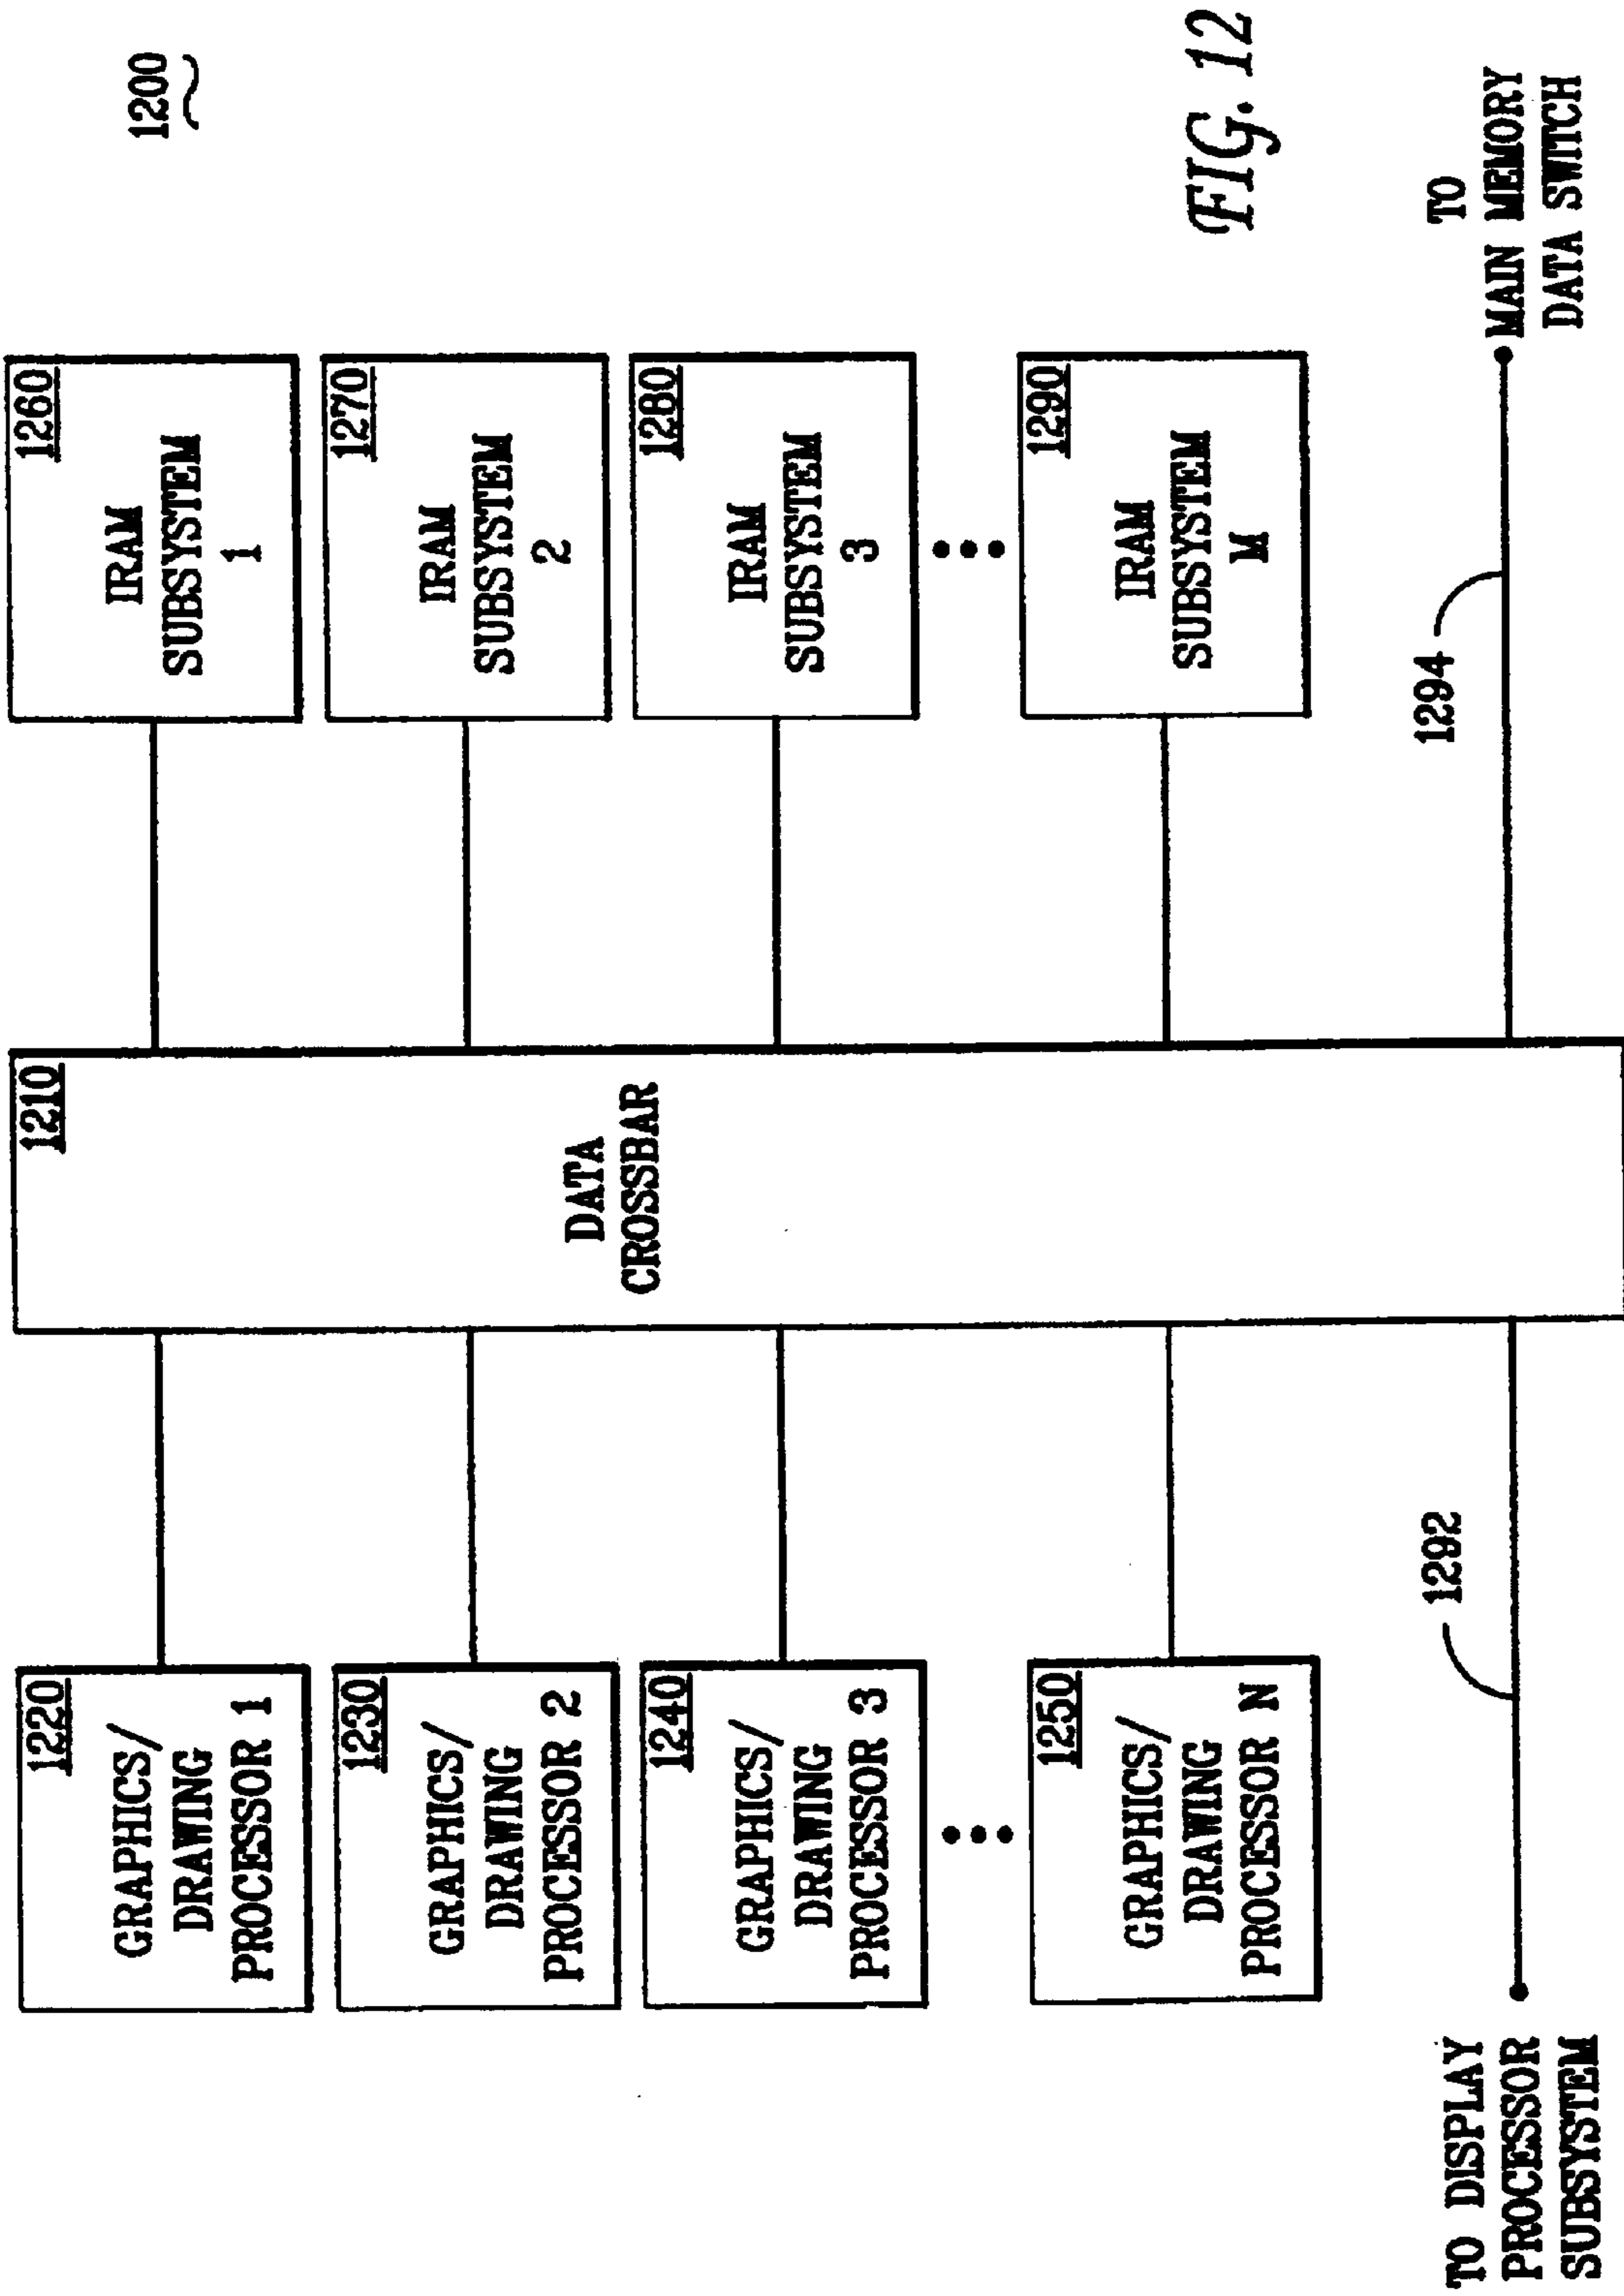 1200
1220
GRAPHICS/
DRAWING
PROCESSOR 1
1230
GRAPHICS/
DRAWING
PROCESSOR 2
1240
GRAPHICS/
DRAWING
PROCESSOR 3
1250
GRAPHICS/
DRAWING
PROCESSOR N
1210
DATA
CROSSBAR
1260
IRAM
SUBSYSTEM
1
1270
IRAM
SUBSYSTEM
2
1280
IRAM
SUBSYSTEM
3
1290
IRAM
SUBSYSTEM
M
1292
TO DISPLAY
PROCESSOR
SUBSYSTEM
1294
TO
MAIN MEMORY
DATA SWITCH
FIG. 12